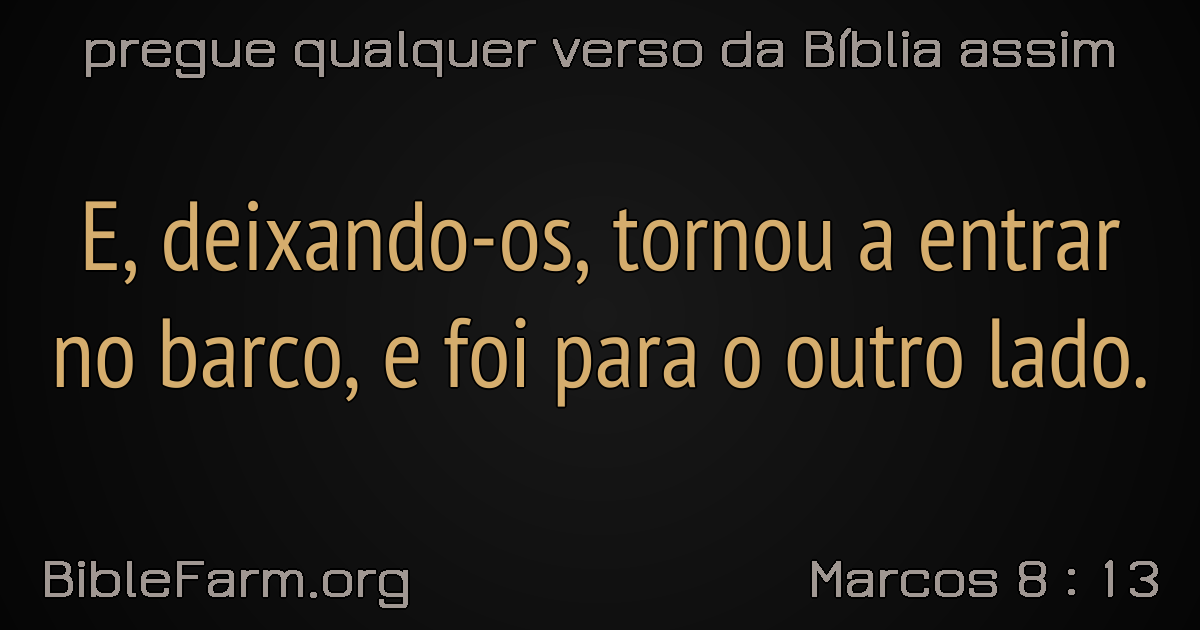 pregue qualquer verso da Bíblia assim
E, deixando-os, tornou a entrar
no barco, e foi para o outro lado.
BibleFarm.org
Marcos 8 : 13